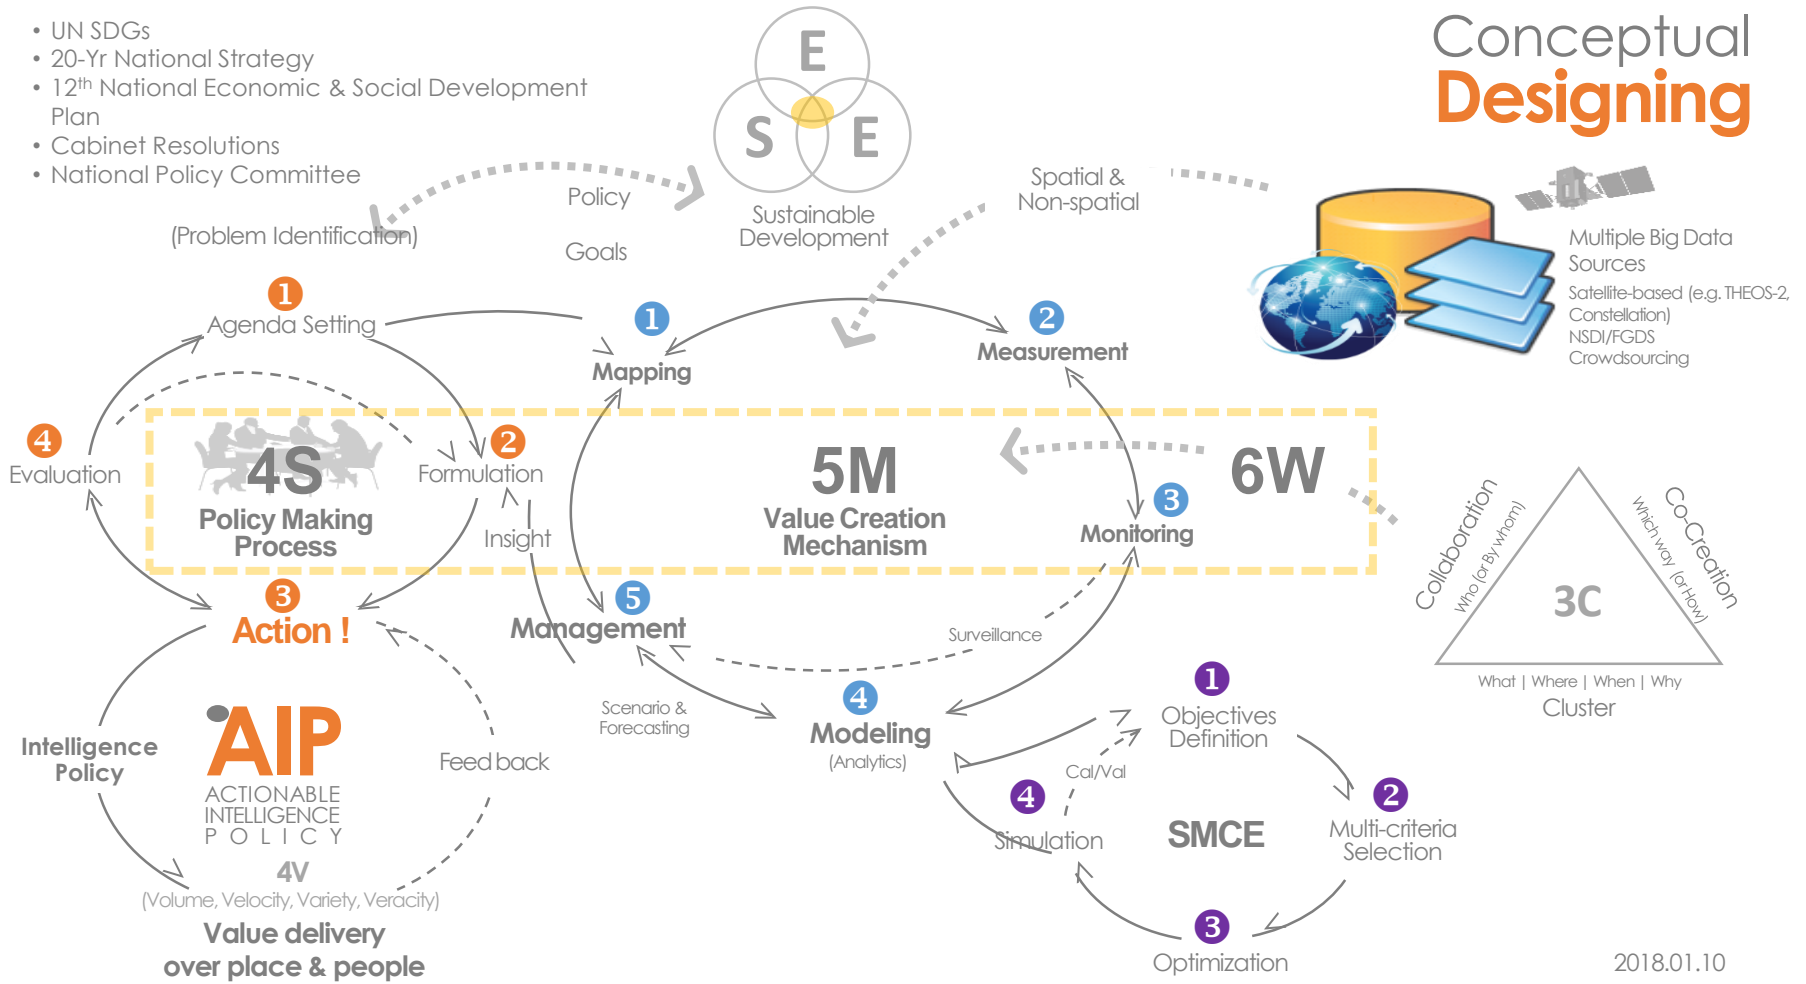 Conceptual
Designing
• UN SDGs
• 20-Yr National Strategy
• 12th National Economic & Social Development
Plan
• Cabinet Resolutions
• National Policy Committee
E
S
E
Sustainable
Development
Policy
Goals
(Problem Identification)
Spatial &
Non-spatial
Multiple Big Data
Sources
Satellite-based (e.g. THEOS-2,
Constellation)
NSDI/FGDS
Crowdsourcing
1
Agenda Setting
2
Formulation
3
Action !
4
Evaluation
4S
Policy Making
Process
Insight
1
Mapping
2
Measurement
3
Monitoring
4
Modeling
(Analytics)
5
Management
5M
Value Creation
Mechanism
6W
Surveillance
Scenario &
Forecasting
Collaboration
Who (or By whom)
Co-Creation
Which way (or How)
3C
What | Where | When | Why
Cluster
Intelligence
Policy
AIP
ACTIONABLE
INTELLIGENCE
POLICY
Feed back
4V
(Volume, Velocity, Variety, Veracity)
Value delivery
over place & people
1
Objectives
Definition
2
Multi-criteria
Selection
3
Optimization
4
Simulation
Cal/Val
SMCE
2018.01.10